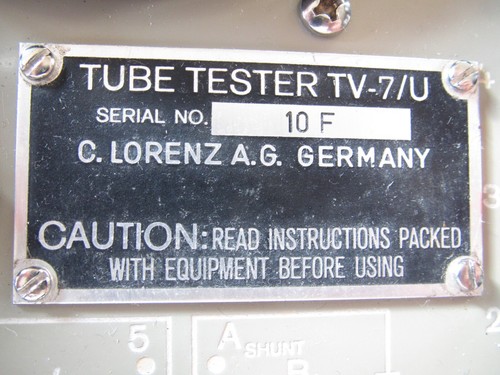 TUBE TESTER TV-7/U
SERIAL NO. 10 F
C. LORENZ A.G. GERMANY
CAUTION: READ INSTRUCTIONS PACKED
WITH EQUIPMENT BEFORE USING
5 A SHUNT
B
2